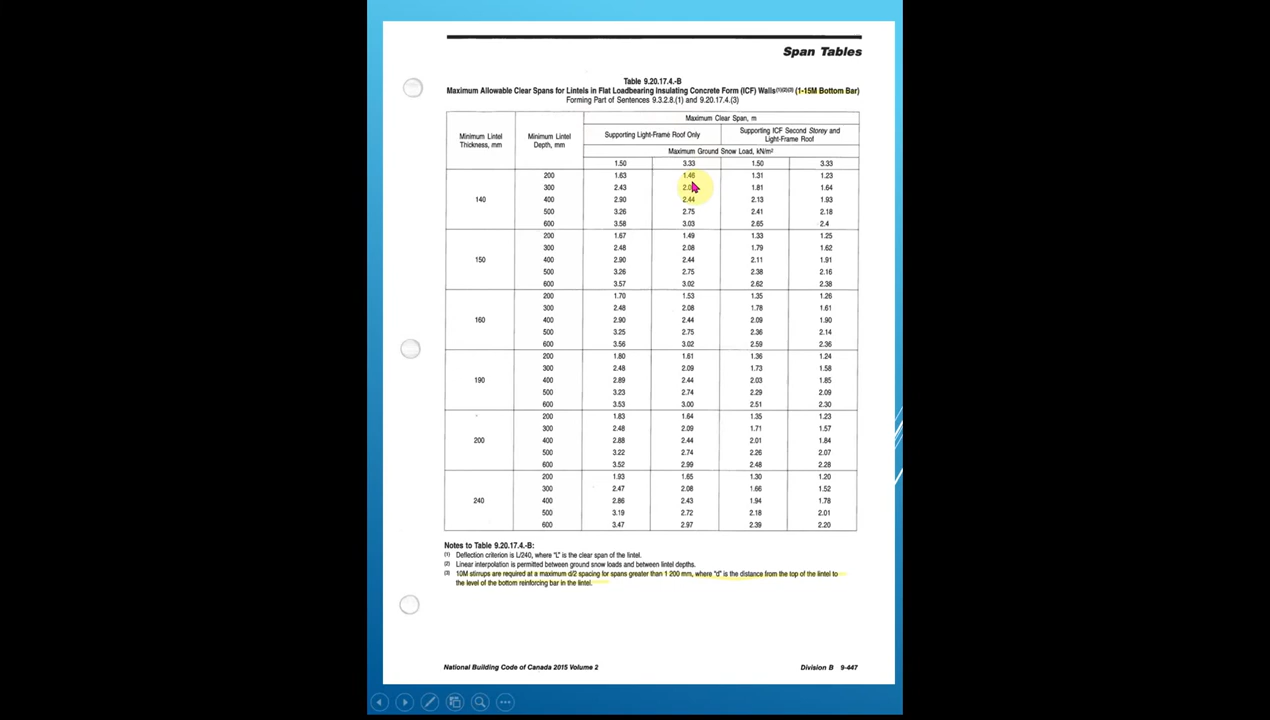 Span Tables
Table 9.20.17.4.-B
Maximum Allowable Clear Spans for Lintels in Flat Loadbearing Insulating Concrete Form (ICF) Walls(1)(2)(3) (1-15M Bottom Bar)
Forming Part of Sentences 9.3.2.8.(1) and 9.20.17.4.(3)
Maximum Clear Span, m
Minimum Lintel Thickness, mm
Minimum Lintel Depth, mm
Supporting Light-Frame Roof Only
Supporting ICF Second Storey and Light-Frame Roof
Maximum Ground Snow Load, kN/m²
1.50 3.33 1.50 3.33
200 1.63 1.46 1.31 1.23
300 2.43 1.81 1.64
140 400 2.90 2.44 2.13 1.93
500 3.26 2.75 2.41 2.18
600 3.58 3.03 2.65 2.4
200 1.67 1.49 1.33 1.25
300 2.48 2.08 1.79 1.62
150 400 2.90 2.44 2.11 1.91
500 3.26 2.75 2.38 2.16
600 3.57 3.02 2.62 2.38
200 1.70 1.53 1.35 1.26
300 2.48 2.08 1.78 1.61
160 400 2.90 2.44 2.09 1.90
500 3.25 2.75 2.36 2.14
600 3.56 3.02 2.59 2.36
200 1.80 1.61 1.36 1.24
300 2.48 2.09 1.73 1.58
190 400 2.89 2.44 2.03 1.85
500 3.23 2.74 2.29 2.09
600 3.53 3.00 2.51 2.30
200 1.83 1.64 1.35 1.23
300 2.48 2.09 1.71 1.57
200 400 2.88 2.44 2.01 1.84
500 3.22 2.74 2.26 2.07
600 3.52 2.99 2.48 2.28
200 1.93 1.65 1.30 1.20
300 2.47 2.08 1.66 1.52
240 400 2.86 2.43 1.94 1.78
500 3.19 2.72 2.18 2.01
600 3.47 2.97 2.39 2.20
Notes to Table 9.20.17.4.-B:
(1) Deflection criterion is L/240, where "L" is the clear span of the lintel.
(2) Linear interpolation is permitted between ground snow loads and between lintel depths.
(3) 10M stirrups are required at a maximum d/2 spacing for spans greater than 1 200 mm, where "d" is the distance from the top of the lintel to
the level of the bottom reinforcing bar in the lintel.
National Building Code of Canada 2015 Volume 2
Division B 9-447